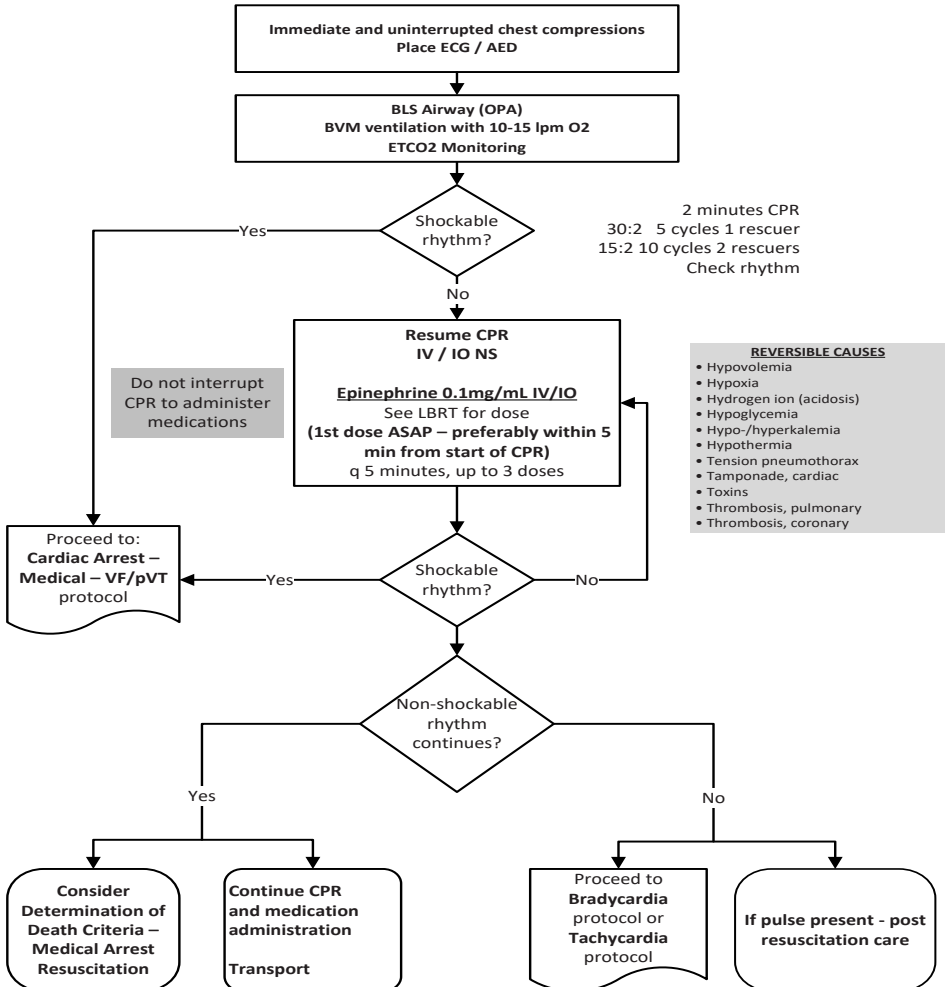 Immediate and uninterrupted chest compressions
Place ECG / AED
BLS Airway (OPA)
BVM ventilation with 10-15 lpm O2
ETCO2 Monitoring
Shockable
rhythm?
Yes
No
2 minutes CPR
30:2 5 cycles 1 rescuer
15:2 10 cycles 2 rescuers
Check rhythm
Resume CPR
IV / IO NS
Epinephrine 0.1mg/mL IV/IO
See LBRT for dose
(1st dose ASAP – preferably within 5
min from start of CPR)
q 5 minutes, up to 3 doses
Do not interrupt
CPR to administer
medications
REVERSIBLE CAUSES
• Hypovolemia
• Hypoxia
• Hydrogen ion (acidosis)
• Hypoglycemia
• Hypo-/hyperkalemia
• Hypothermia
• Tension pneumothorax
• Tamponade, cardiac
• Toxins
• Thrombosis, pulmonary
• Thrombosis, coronary
Proceed to:
Cardiac Arrest –
Medical – VF/pVT
protocol
Yes
Shockable
rhythm?
No
Non-shockable
rhythm
continues?
Yes
No
Consider
Determination of
Death Criteria –
Medical Arrest
Resuscitation
Continue CPR
and medication
administration
Transport
Proceed to
Bradycardia
protocol or
Tachycardia
protocol
If pulse present - post
resuscitation care